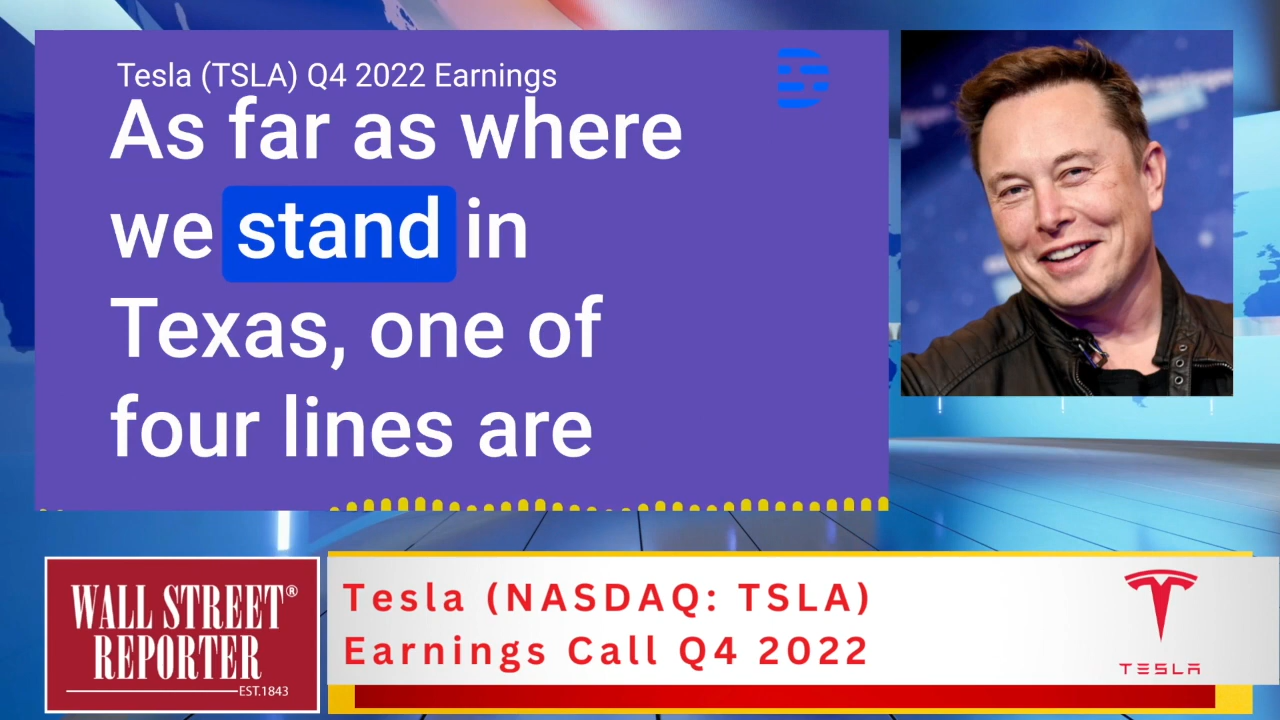 Tesla (TSLA) Q4 2022 Earnings
As far as where
we stand in
Texas, one of
four lines are
WALL STREET®
REPORTER
EST.1843
Tesla (NASDAQ: TSLA)
Earnings Call Q4 2022
TESLA